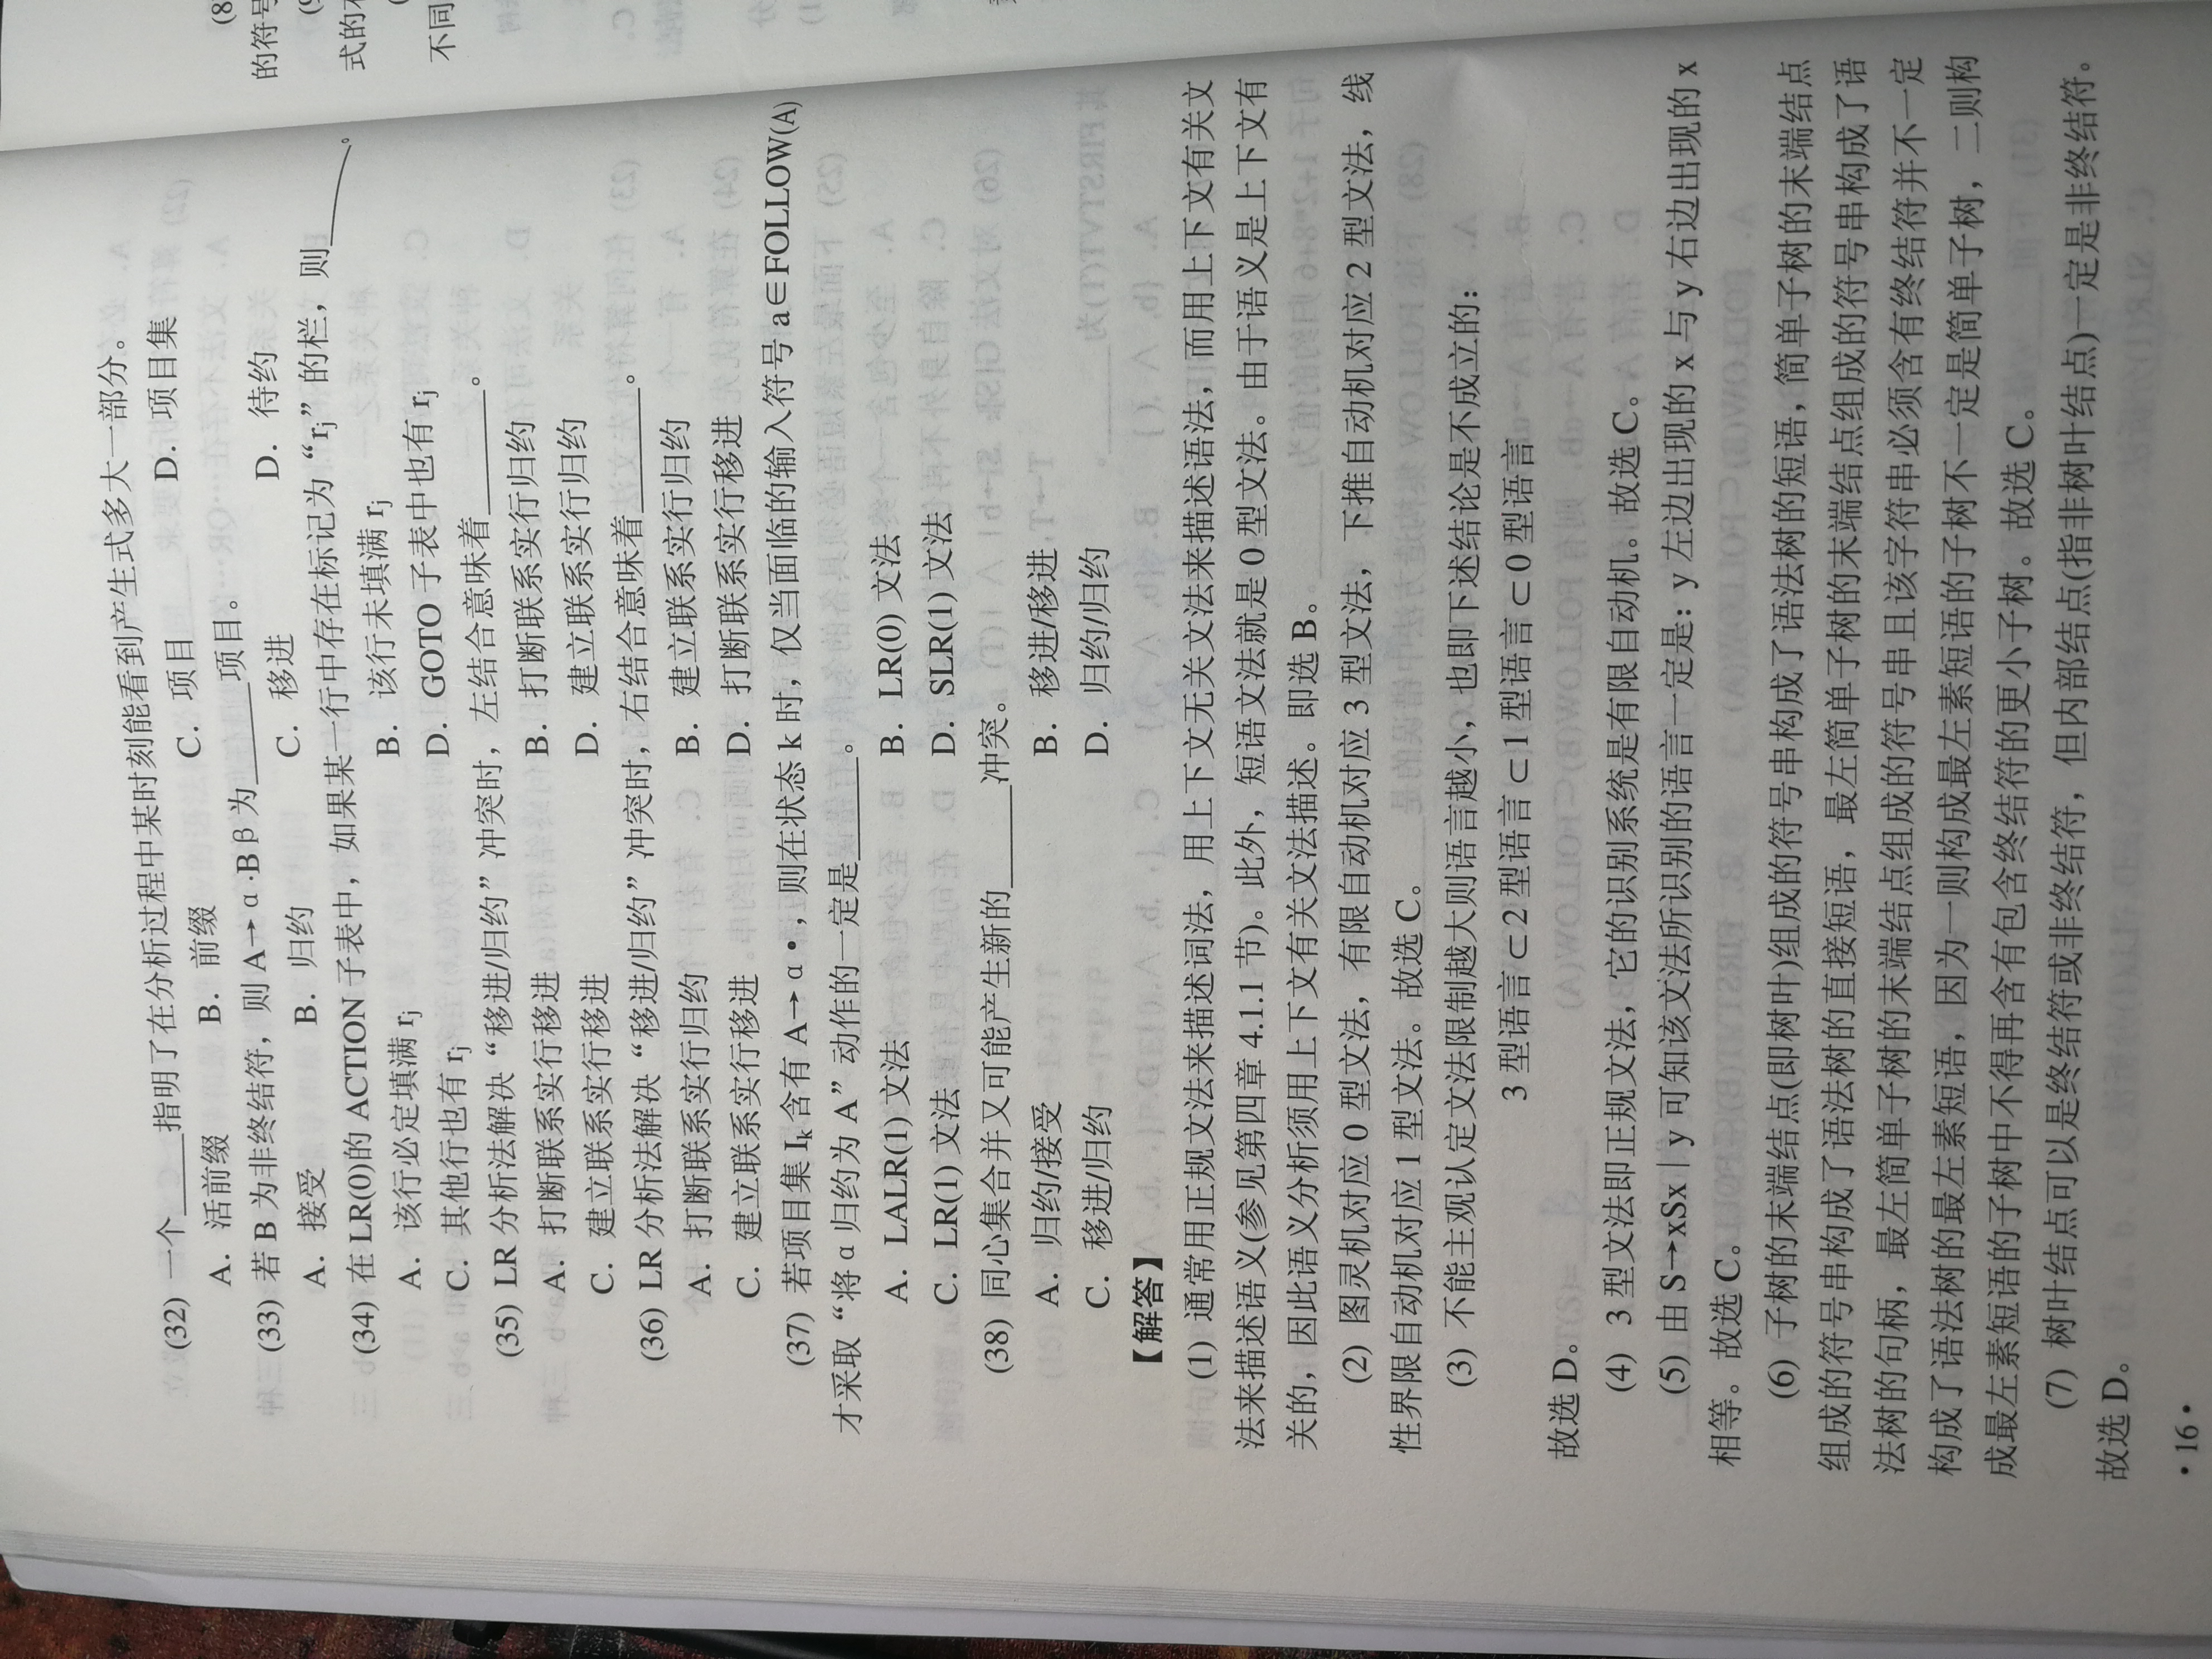 (32) 一个______指明了在分析过程中某时刻能看到产生式多大一部分。
A. 活前缀 B. 前缀 C. 项目 D. 项目集
(33) 若 B 为非终结符，则 A→α·Bβ 为______项目。
A. 接受 B. 归约 C. 移进 D. 待约
(34) 在 LR(0)的 ACTION 子表中，如果某一行中存在标记为“rj”的栏，则______。
A. 该行必定填满 rj B. 该行未填满 rj
C. 其他行也有 rj D. GOTO 子表中也有 rj
(35) LR 分析法解决“移进/归约”冲突时，左结合意味着______。
A. 打断联系实行移进 B. 打断联系实行归约
C. 建立联系实行移进 D. 建立联系实行归约
(36) LR 分析法解决“移进/归约”冲突时，右结合意味着______。
A. 打断联系实行归约 B. 建立联系实行归约
C. 建立联系实行移进 D. 打断联系实行移进
(37) 若项目集 Ik 含有 A→α•，则在状态 k 时，仅当面临的输入符号 a∈FOLLOW(A)
才采取“将α归约为 A”动作的一定是______。
A. LALR(1)文法 B. LR(0) 文法
C. LR(1) 文法 D. SLR(1) 文法
(38) 同心集合并又可能产生新的______冲突。
A. 归约/接受 B. 移进/移进
C. 移进/归约 D. 归约/归约
【解答】
(1) 通常用正规文法来描述词法，用上下文无关文法来描述语法，而用上下文有关文
法来描述语义(参见第四章 4.1.1 节)。此外，短语文法就是 0 型文法。由于语义是上下文有
关的，因此语义分析须用上下文有关文法描述。即选 B。
(2) 图灵机对应 0 型文法，有限自动机对应 3 型文法，下推自动机对应 2 型文法，线
性界限自动机对应 1 型文法。故选 C。
(3) 不能主观认定文法限制越大则语言越小，也即下述结论是不成立的：
3 型语言⊂2 型语言⊂1 型语言⊂0 型语言
故选 D。
(4) 3 型文法即正规文法，它的识别系统是有限自动机。故选 C。
(5) 由 S→xSx | y 可知该文法所识别的语言一定是：y 左边出现的 x 与 y 右边出现的 x
相等。故选 C。
(6) 子树的末端结点(即树叶)组成的符号串构成了语法树的短语，简单子树的末端结点
组成的符号串构成了语法树的直接短语，最左简单子树的末端结点组成的符号串构成了语
法树的句柄，最左简单子树的末端结点组成的符号串且该字符串必须含有终结符并不一定
构成了语法树的最左素短语，因为一则构成最左素短语的子树不一定是简单子树，二则构
成最左素短语的子树中不得再含有包含终结符的更小子树。故选 C。
(7) 树叶结点可以是终结符或非终结符，但内部结点(指非树叶结点)一定是非终结符。
故选 D。
• 16 •
(8
的符号
式的
不同